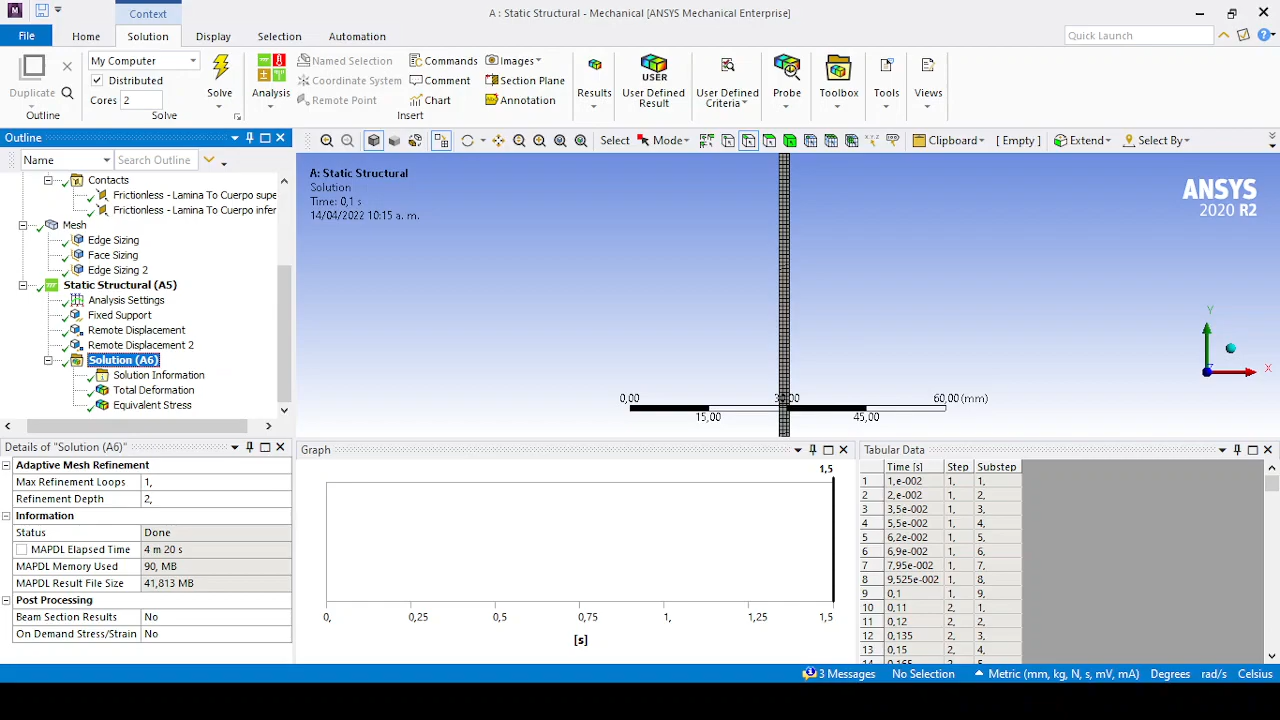 Context
A : Static Structural - Mechanical [ANSYS Mechanical Enterprise]
File
Home
Solution
Display
Selection
Automation
Quick Launch
Duplicate
Outline
My Computer
Distributed
Cores 2
Solve
Solve
Analysis
Named Selection
Coordinate System
Remote Point
Commands
Comment
Chart
Images
Section Plane
Annotation
Insert
Results
USER
Defined
Result
User Defined
Result
User Defined
Criteria
Probe
Toolbox
Tools
Views
Outline
Name
Search Outline
Select
Mode
Clipboard
[ Empty ]
Extend
Select By
Contacts
Frictionless - Lamina To Cuerpo supe
Frictionless - Lamina To Cuerpo infer
Mesh
Edge Sizing
Face Sizing
Edge Sizing 2
Static Structural (A5)
Analysis Settings
Fixed Support
Remote Displacement
Remote Displacement 2
Solution (A6)
Solution Information
Total Deformation
Equivalent Stress
A: Static Structural
Solution
Time: 0,1 s
14/04/2022 10:15 a. m.
ANSYS
2020 R2
Y
X
0,00
60,00 (mm)
15,00
45,00
Details of "Solution (A6)"
Adaptive Mesh Refinement
Max Refinement Loops 1,
Refinement Depth 2,
Information
Status Done
MAPDL Elapsed Time 4 m 20 s
MAPDL Memory Used 90, MB
MAPDL Result File Size 41,813 MB
Post Processing
Beam Section Results No
On Demand Stress/Strain No
Graph
1,5
0, 0,25 0,5 0,75 1, 1,25 1,5
[s]
Tabular Data
Time [s] Step Substep
1 1,e-002 1, 1,
2 2,e-002 1, 2,
3 3,5e-002 1, 3,
4 5,5e-002 1, 4,
5 6,2e-002 1, 5,
6 6,9e-002 1, 6,
7 7,95e-002 1, 7,
8 9,525e-002 1, 8,
9 0,1 1, 9,
10 0,11 2, 1,
11 0,12 2, 2,
12 0,135 2, 3,
13 0,15 2, 4,
14 0,165 2, 5,
3 Messages
No Selection
Metric (mm, kg, N, s, mV, mA)
Degrees
rad/s
Celsius